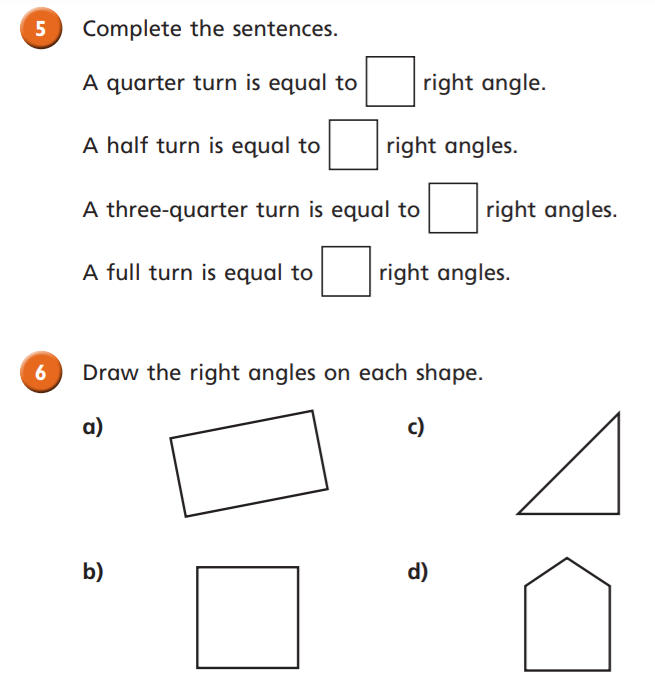 5 Complete the sentences.
A quarter turn is equal to right angle.
A half turn is equal to right angles.
A three-quarter turn is equal to right angles.
A full turn is equal to right angles.
6 Draw the right angles on each shape.
a) c)
b) d)